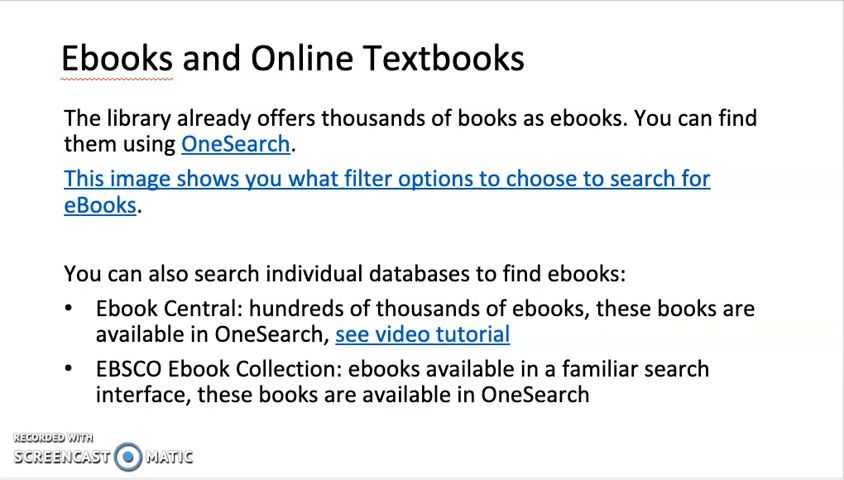 Ebooks and Online Textbooks
The library already offers thousands of books as ebooks. You can find
them using OneSearch.
This image shows you what filter options to choose to search for
eBooks.
You can also search individual databases to find ebooks:
• Ebook Central: hundreds of thousands of ebooks, these books are
available in OneSearch, see video tutorial
• EBSCO Ebook Collection: ebooks available in a familiar search
interface, these books are available in OneSearch
RECORDED WITH
SCREENCAST MATIC